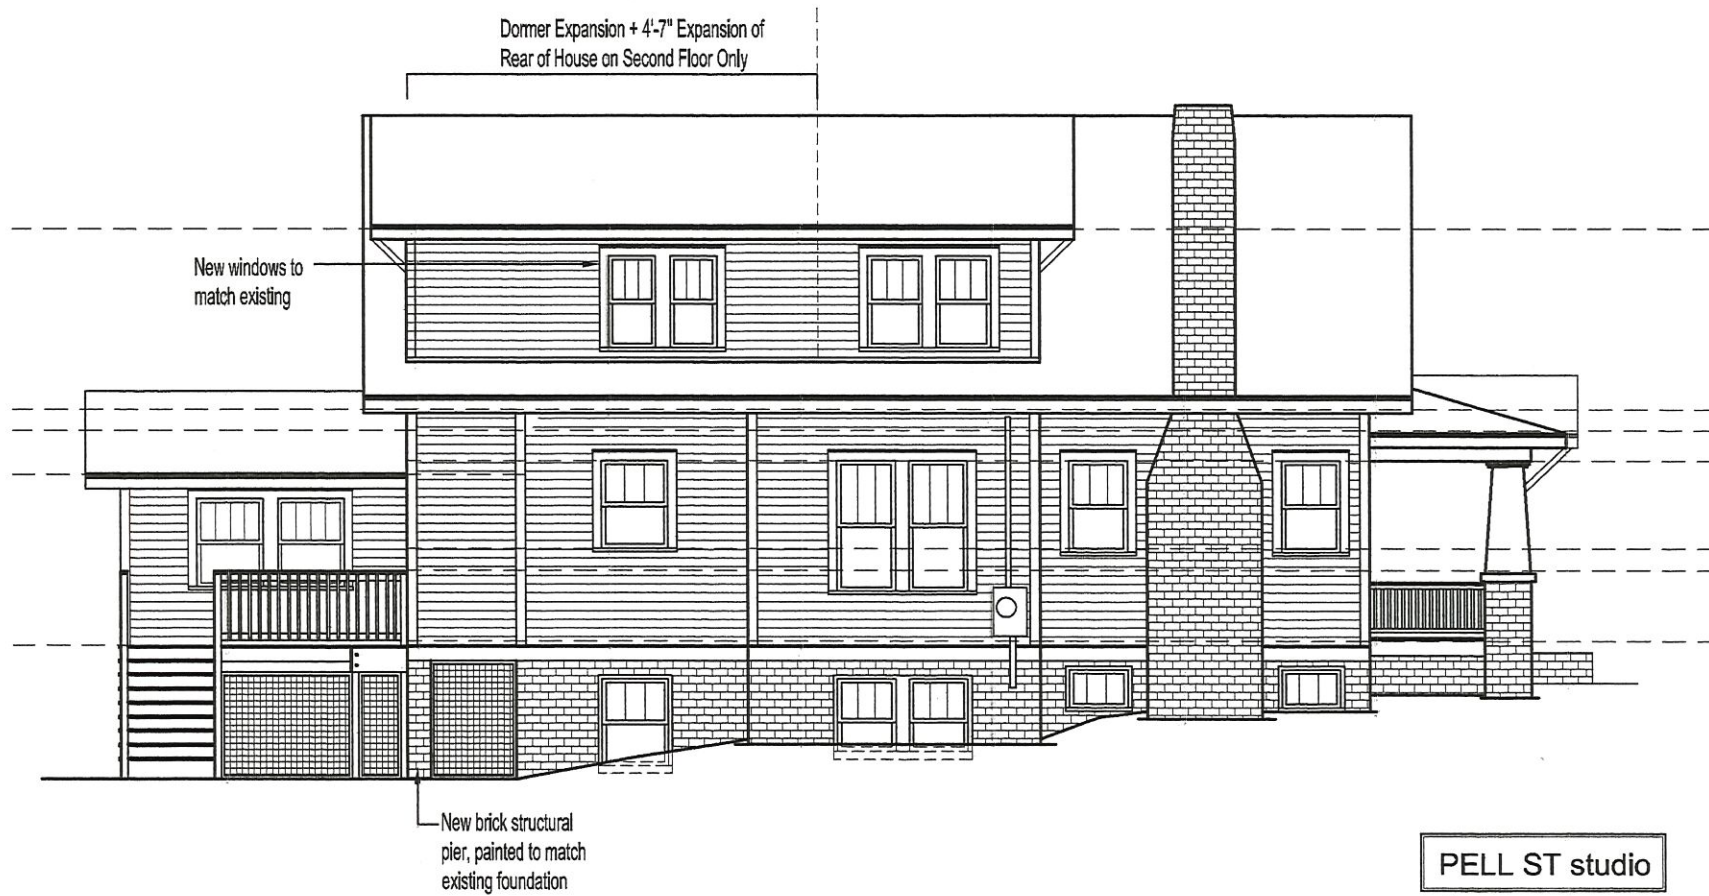 Dormer Expansion + 4'-7" Expansion of
Rear of House on Second Floor Only
New windows to
match existing
New brick structural
pier, painted to match
existing foundation
PELL ST studio